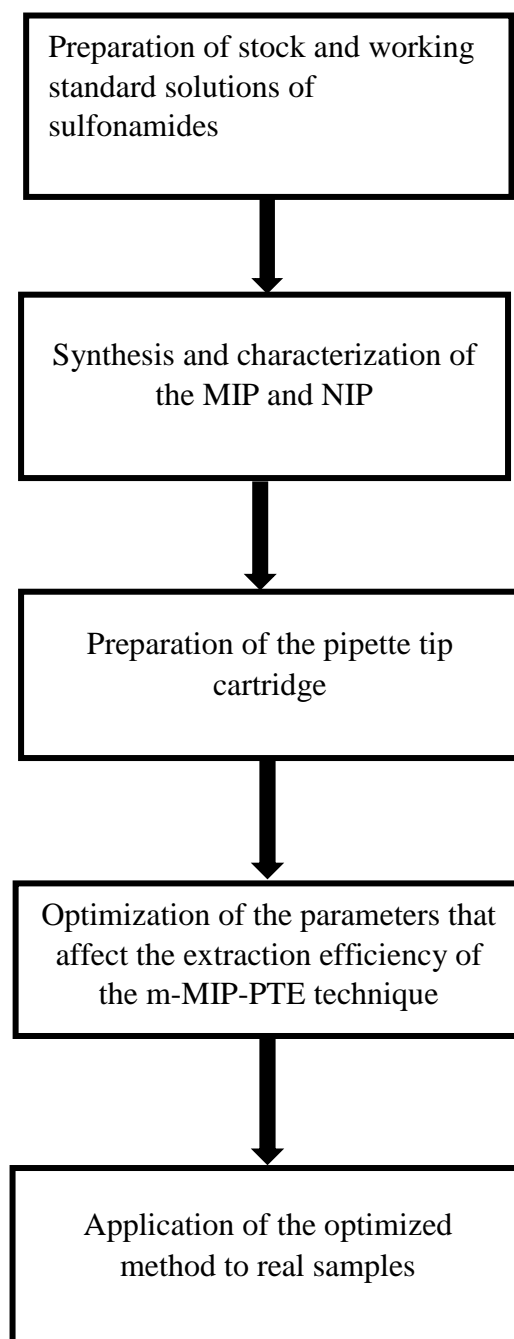 Preparation of stock and working
standard solutions of
sulfonamides
Synthesis and characterization of
the MIP and NIP
Preparation of the pipette tip
cartridge
Optimization of the parameters that
affect the extraction efficiency of
the m-MIP-PTE technique
Application of the optimized
method to real samples